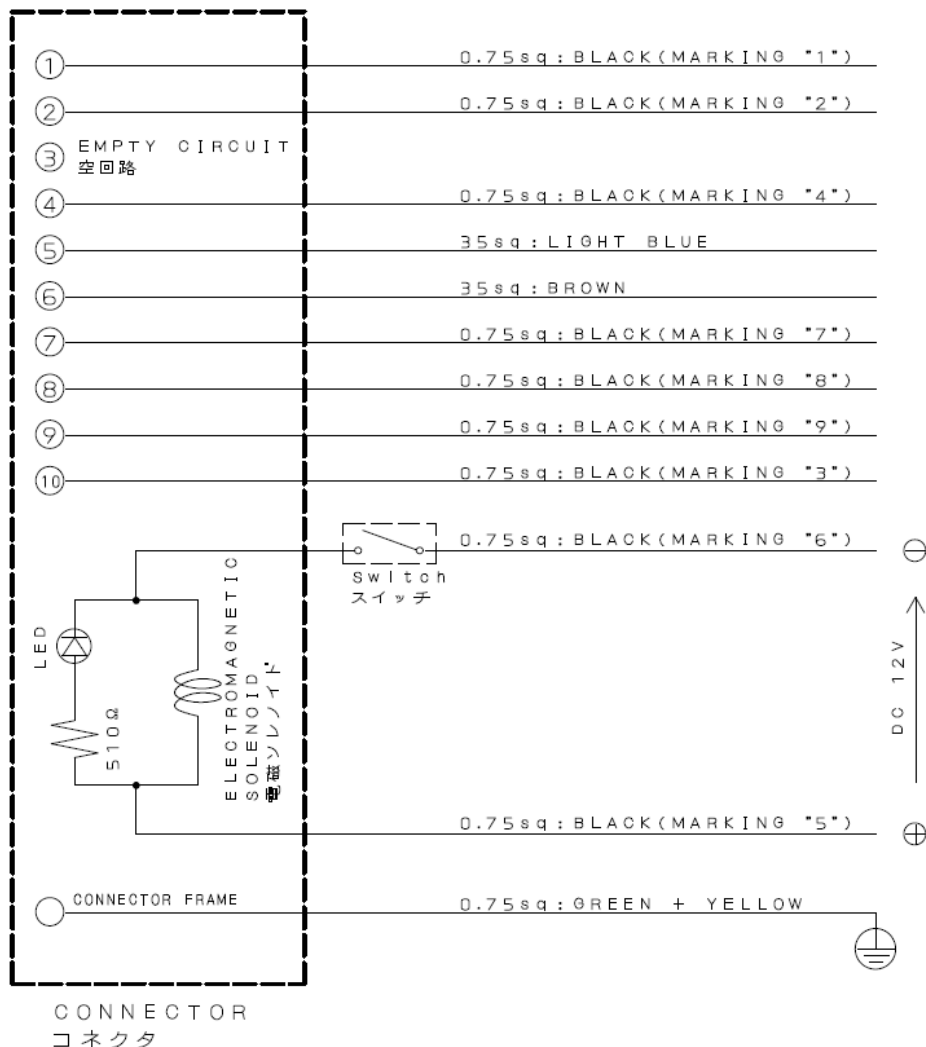 ① 0.75sq:BLACK(MARKING "1")
② 0.75sq:BLACK(MARKING "2")
③ EMPTY CIRCUIT
空回路
④ 0.75sq:BLACK(MARKING "4")
⑤ 35sq:LIGHT BLUE
⑥ 35sq:BROWN
⑦ 0.75sq:BLACK(MARKING "7")
⑧ 0.75sq:BLACK(MARKING "8")
⑨ 0.75sq:BLACK(MARKING "9")
⑩ 0.75sq:BLACK(MARKING "3")
0.75sq:BLACK(MARKING "6")
Switch
スイッチ
LED
510Ω
ELECTROMAGNETIC
SOLENOID
電磁ソレノイド
DC 12V
0.75sq:BLACK(MARKING "5")
CONNECTOR FRAME
0.75sq:GREEN + YELLOW
CONNECTOR
コネクタ